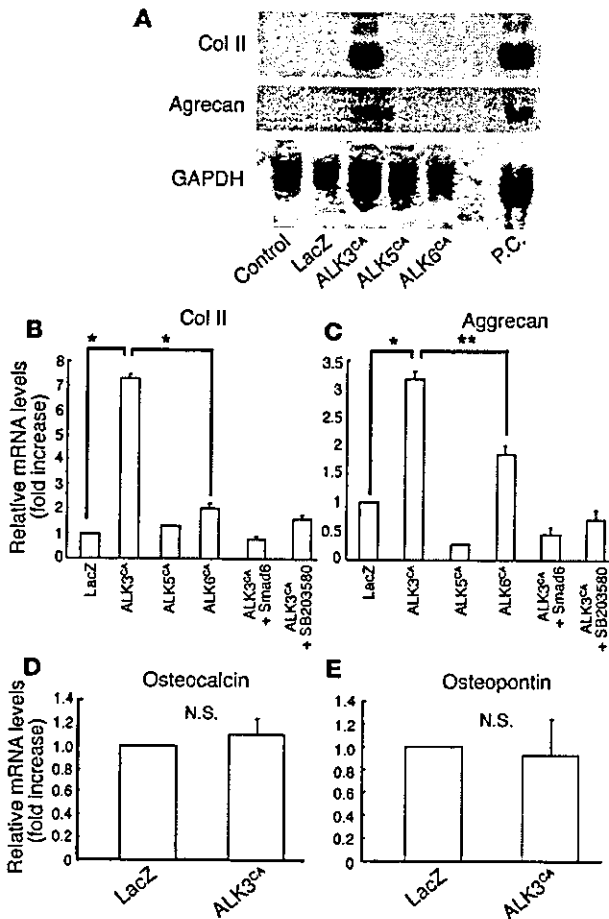 A
Col II
Agrecan
GAPDH
Control
LacZ
ALK3CA
ALK5CA
ALK6CA
P.C.
B
Col II
Relative mRNA levels
(fold increase)
8
7
6
5
4
3
2
1
0
*
*
LacZ
ALK3CA
ALK5CA
ALK6CA
ALK3CA
+ Smad6
ALK3CA
+ SB203580
C
Aggrecan
3.5
3
2.5
2
1.5
1
0.5
0
*
**
LacZ
ALK3CA
ALK5CA
ALK6CA
ALK3CA
+ Smad6
ALK3CA
+ SB203580
D
Osteocalcin
Relative mRNA levels
(fold increase)
1.4
1.2
1.0
0.8
0.6
0.4
0.2
0
N.S.
LacZ
ALK3CA
E
Osteopontin
1.4
1.2
1.0
0.8
0.6
0.4
0.2
0
N.S.
LacZ
ALK3CA